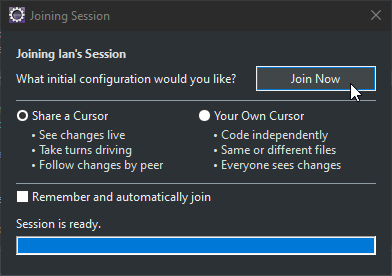 Joining Session
Joining Ian's Session
What initial configuration would you like?
Join Now
Share a Cursor
• See changes live
• Take turns driving
• Follow changes by peer
Your Own Cursor
• Code independently
• Same or different files
• Everyone sees changes
Remember and automatically join
Session is ready.